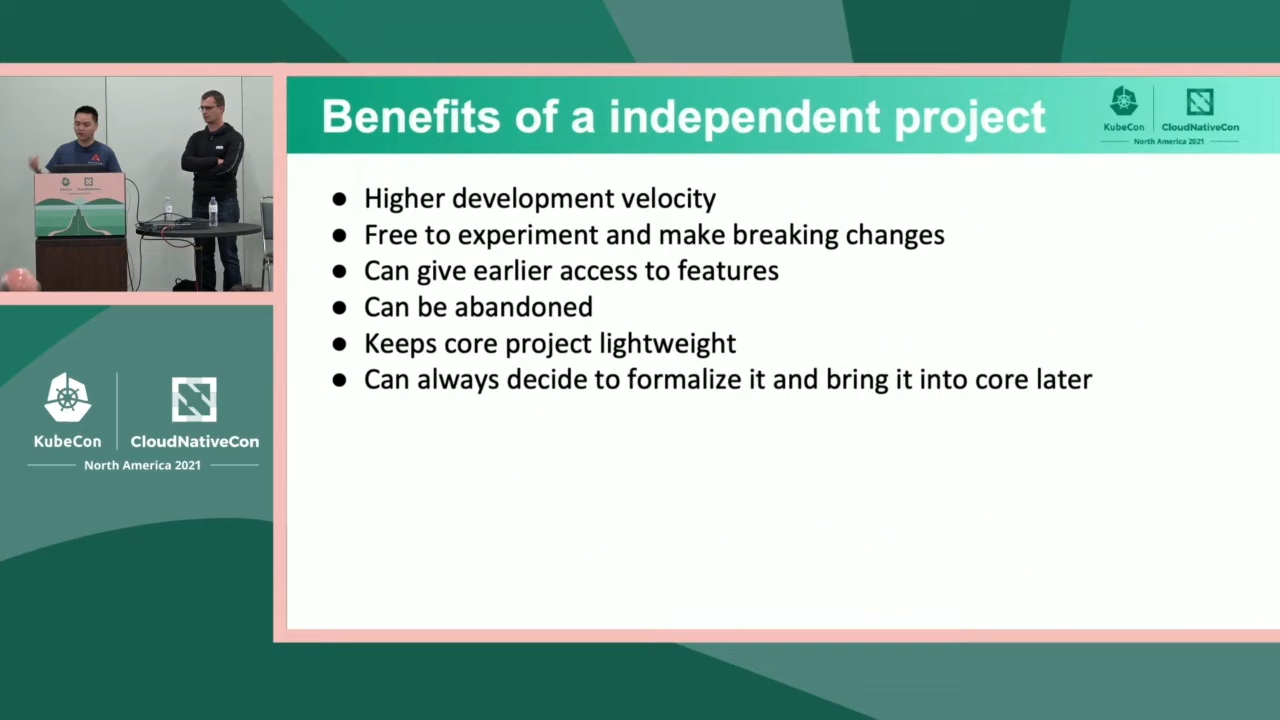 Benefits of a independent project
KubeCon
CloudNativeCon
North America 2021
● Higher development velocity
● Free to experiment and make breaking changes
● Can give earlier access to features
● Can be abandoned
● Keeps core project lightweight
● Can always decide to formalize it and bring it into core later
KubeCon
CloudNativeCon
North America 2021